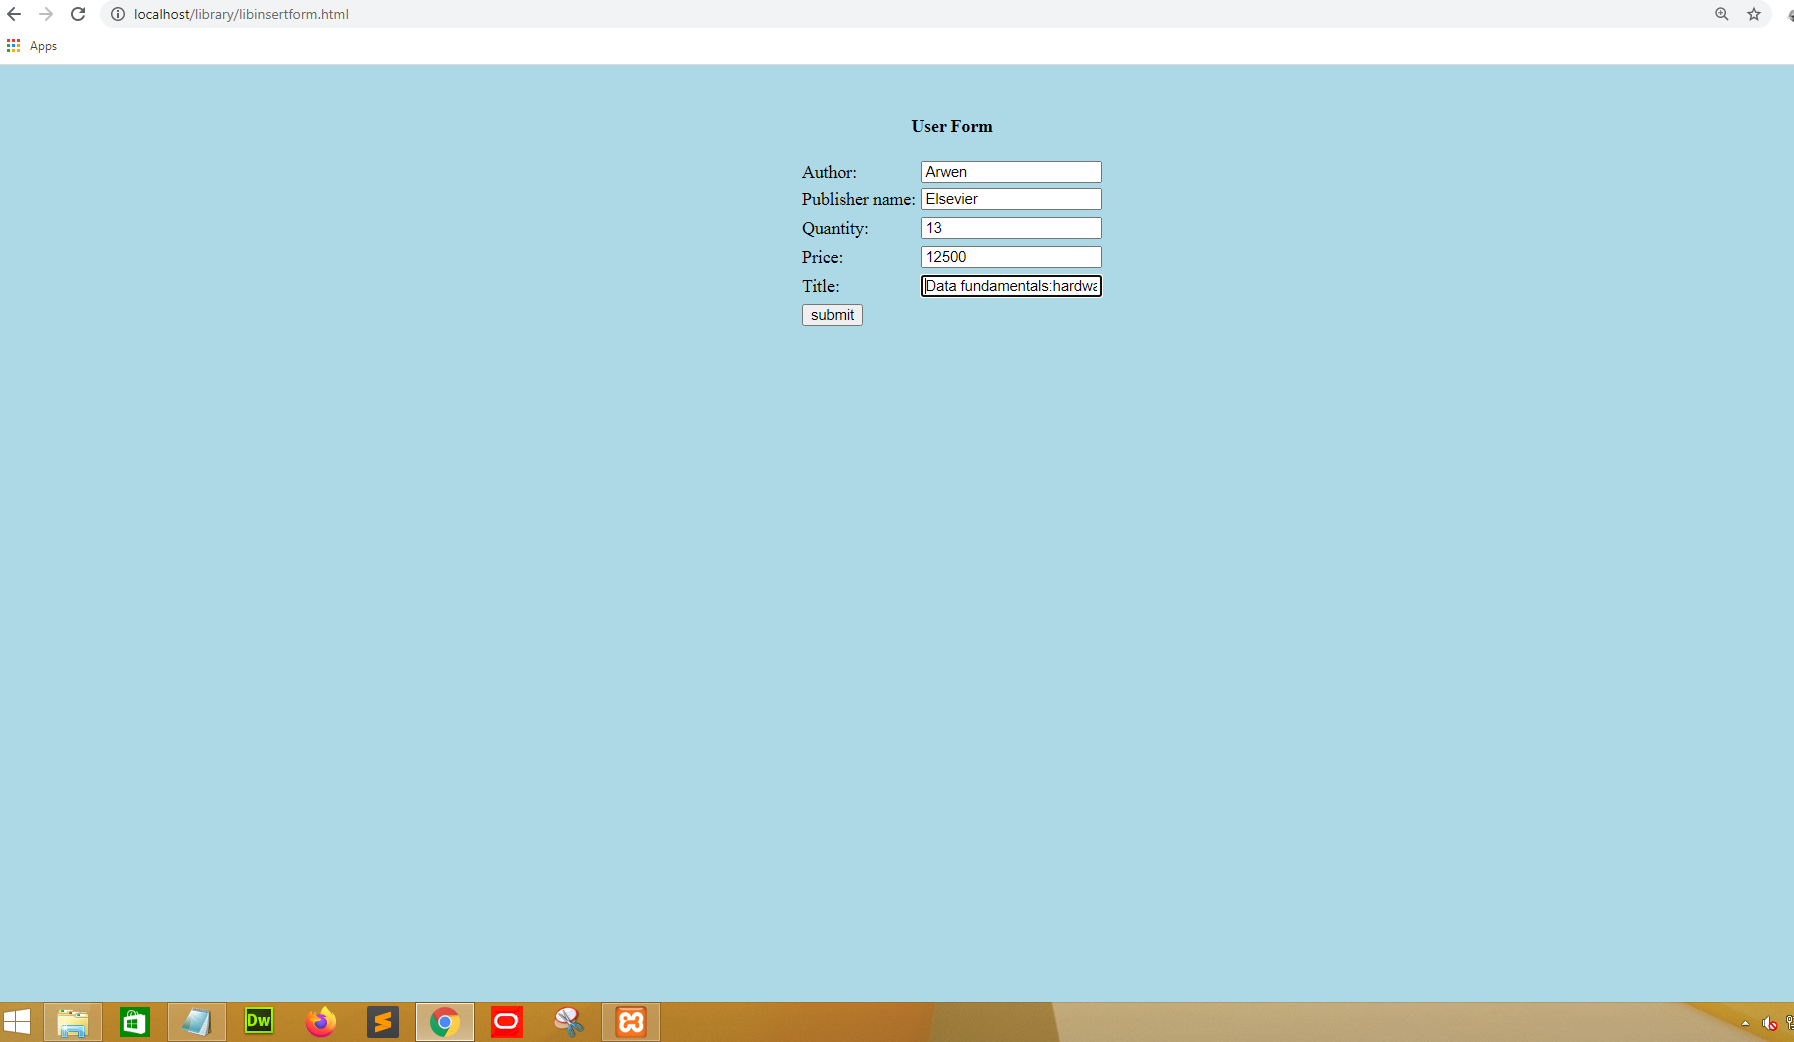 localhost/library/libinsertform.html
Apps
User Form
Author: Arwen
Publisher name: Elsevier
Quantity: 13
Price: 12500
Title: Data fundamentals:hardwa
submit
Dw